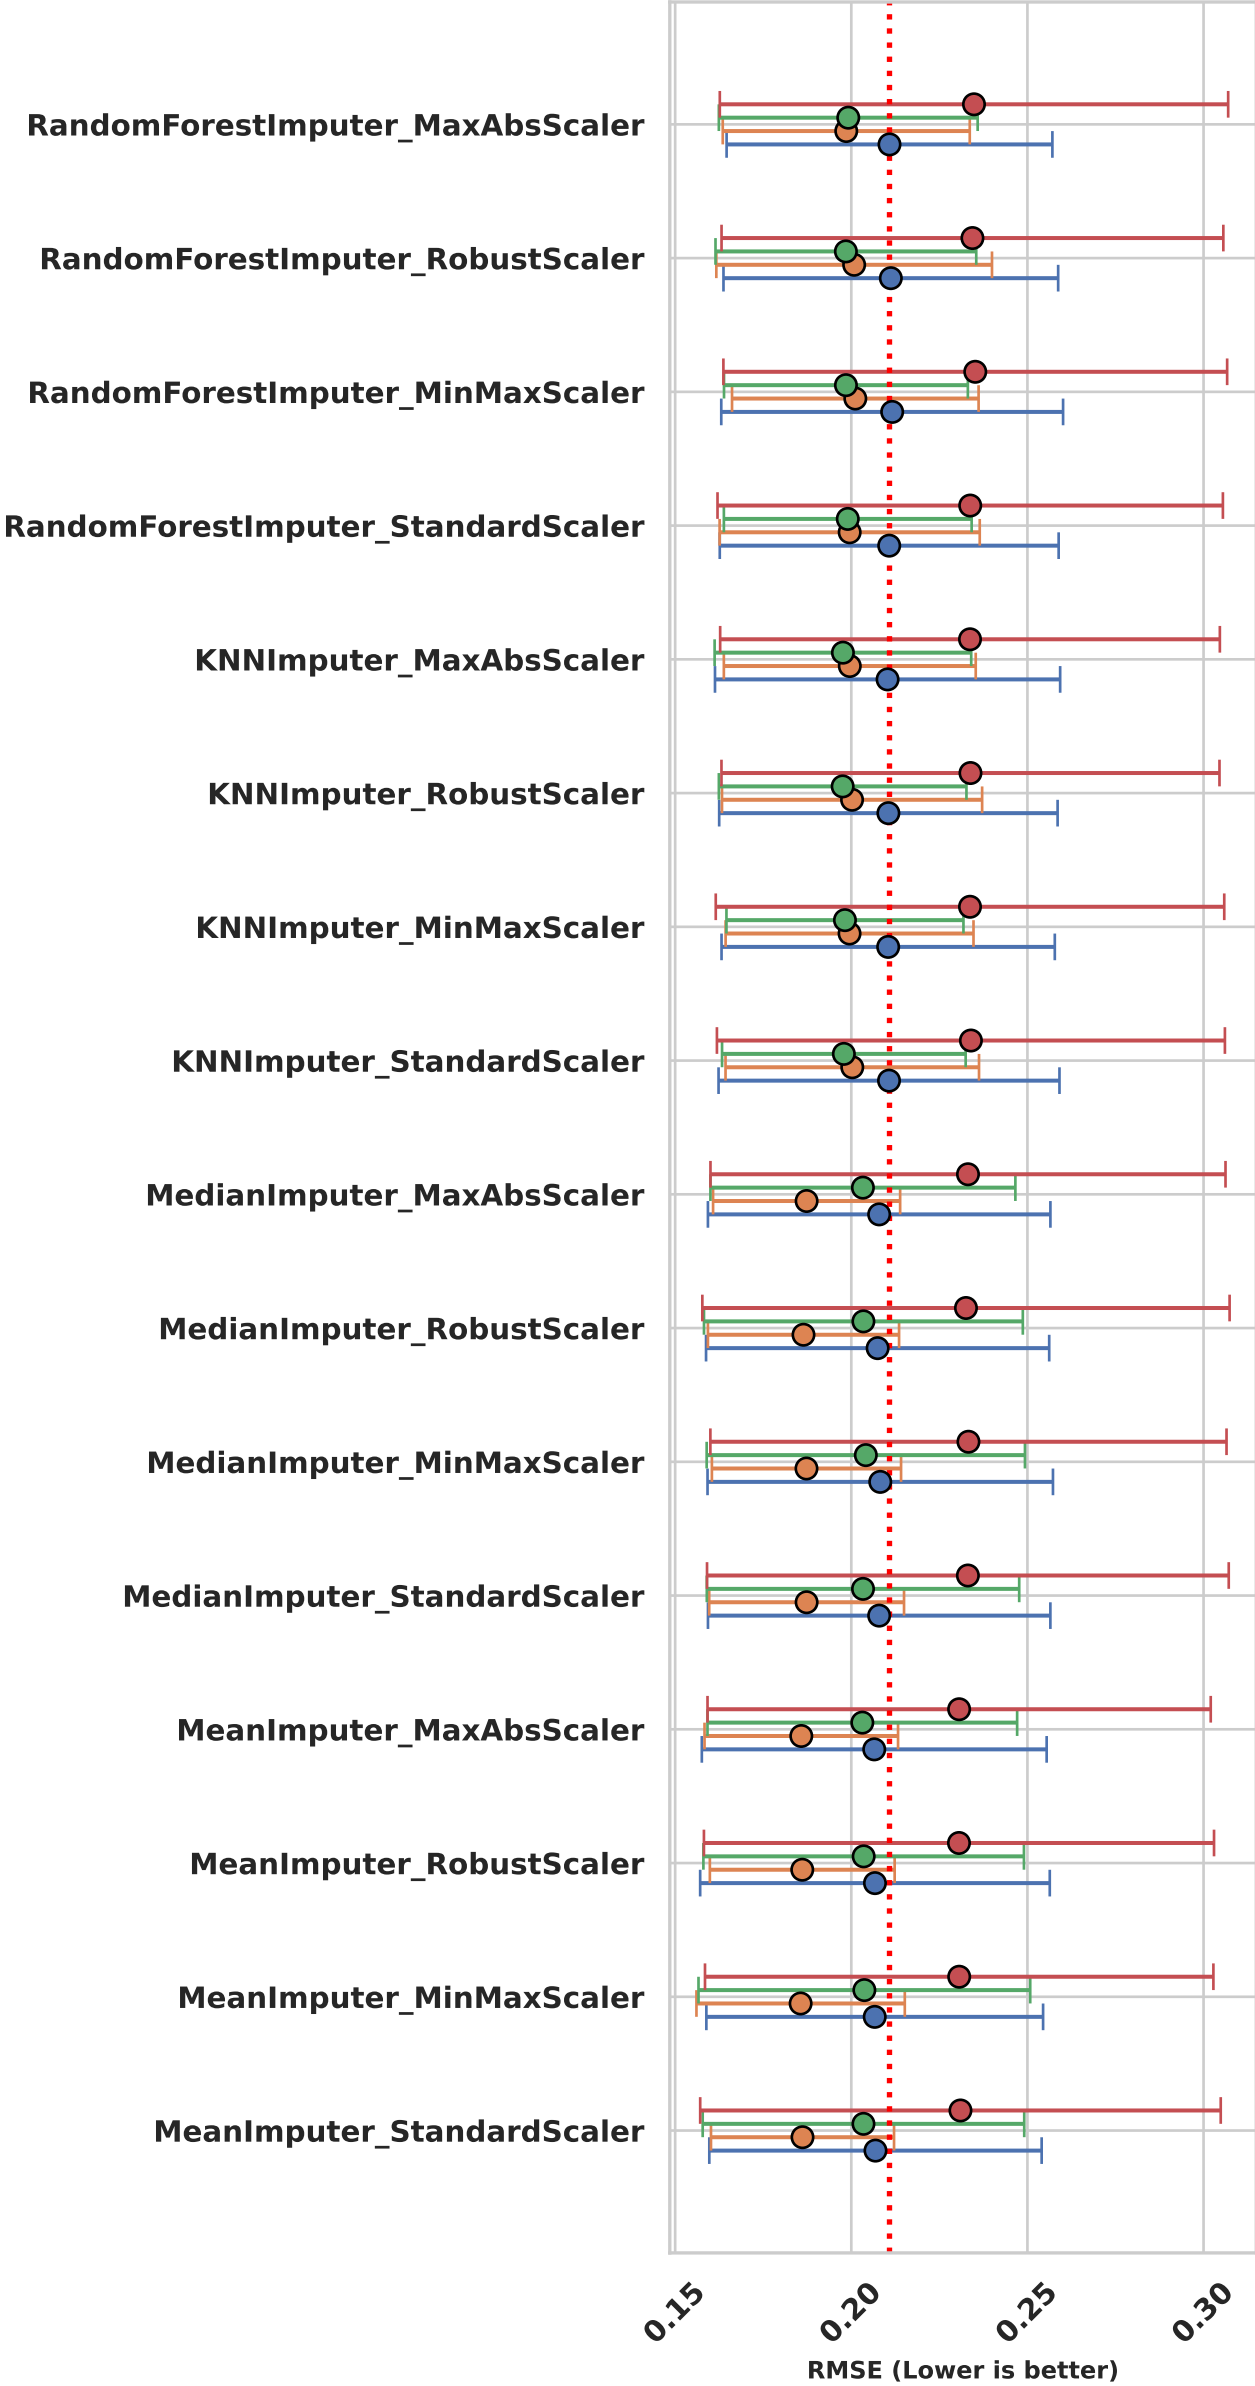 RandomForestImputer_MaxAbsScaler
RandomForestImputer_RobustScaler
RandomForestImputer_MinMaxScaler
RandomForestImputer_StandardScaler
KNNImputer_MaxAbsScaler
KNNImputer_RobustScaler
KNNImputer_MinMaxScaler
KNNImputer_StandardScaler
MedianImputer_MaxAbsScaler
MedianImputer_RobustScaler
MedianImputer_MinMaxScaler
MedianImputer_StandardScaler
MeanImputer_MaxAbsScaler
MeanImputer_RobustScaler
MeanImputer_MinMaxScaler
MeanImputer_StandardScaler
0.15 0.20 0.25 0.30
RMSE (Lower is better)